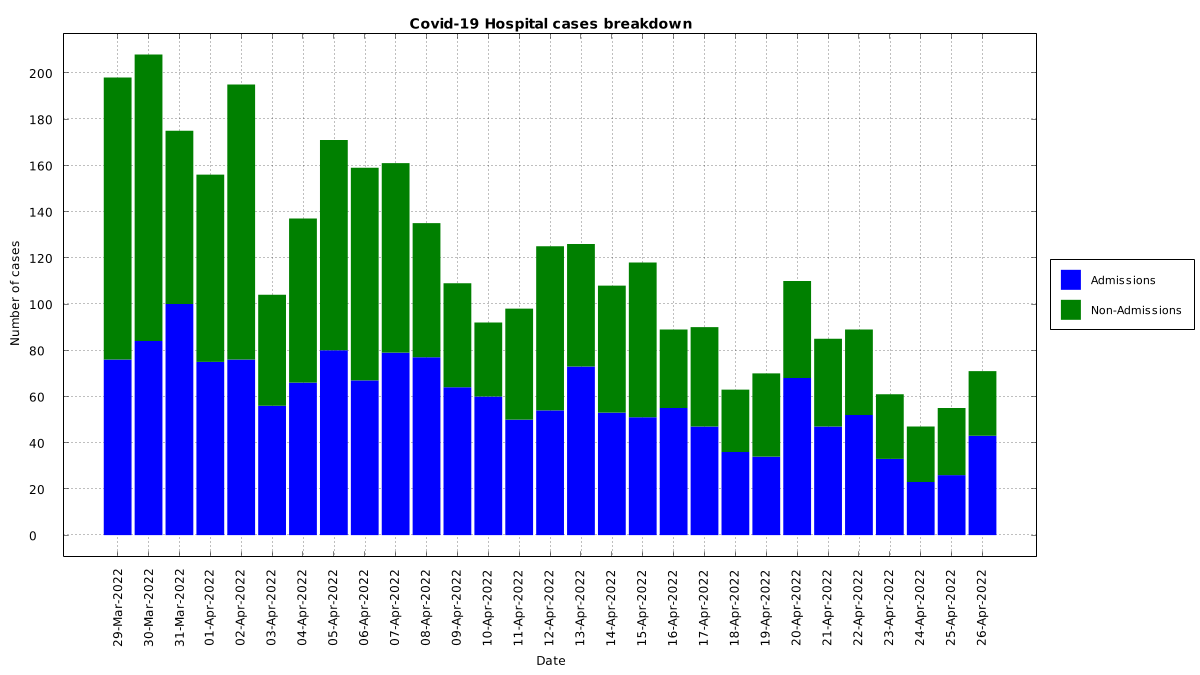 Covid-19 Hospital cases breakdown
Number of cases
200
180
160
140
120
100
80
60
40
20
0
29-Mar-2022
30-Mar-2022
31-Mar-2022
01-Apr-2022
02-Apr-2022
03-Apr-2022
04-Apr-2022
05-Apr-2022
06-Apr-2022
07-Apr-2022
08-Apr-2022
09-Apr-2022
10-Apr-2022
11-Apr-2022
12-Apr-2022
13-Apr-2022
14-Apr-2022
15-Apr-2022
16-Apr-2022
17-Apr-2022
18-Apr-2022
19-Apr-2022
20-Apr-2022
21-Apr-2022
22-Apr-2022
23-Apr-2022
24-Apr-2022
25-Apr-2022
26-Apr-2022
Date
Admissions
Non-Admissions